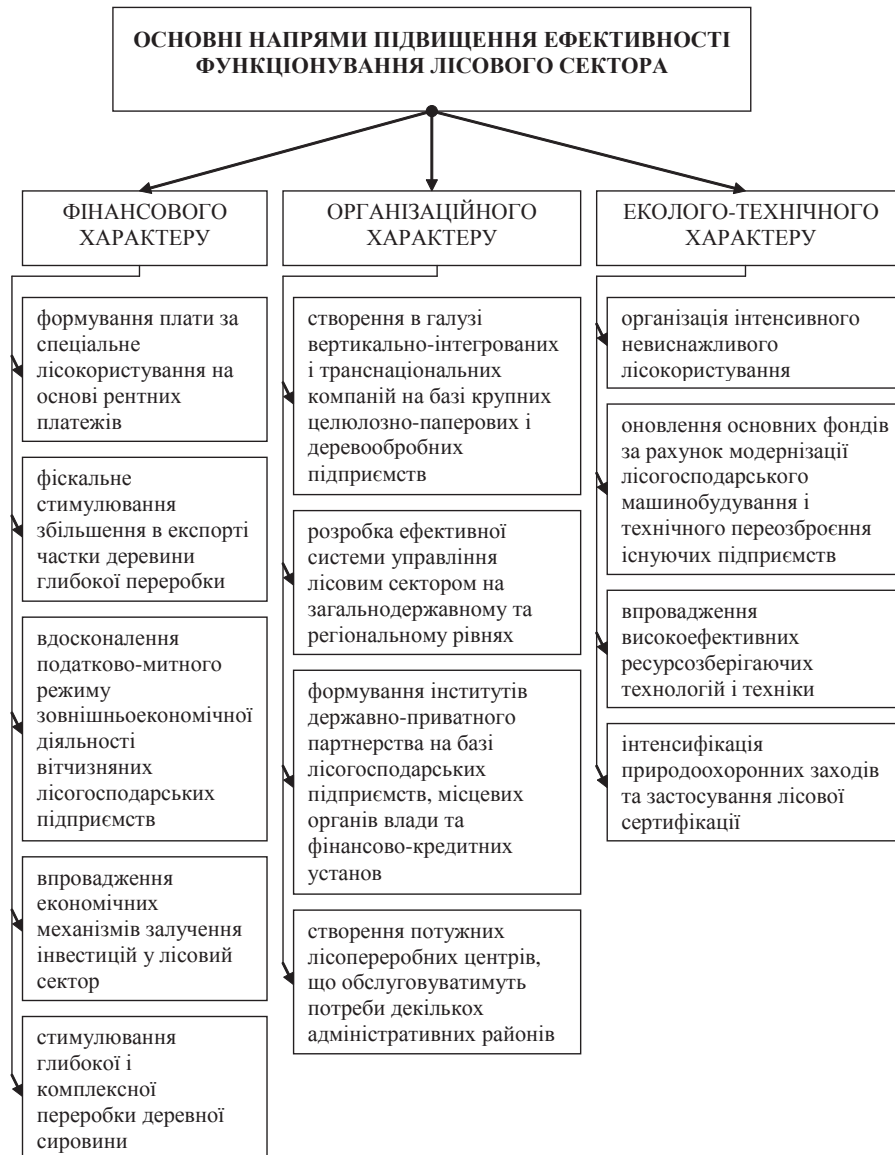 ОСНОВНІ НАПРЯМИ ПІДВИЩЕННЯ ЕФЕКТИВНОСТІ
ФУНКЦІОНУВАННЯ ЛІСОВОГО СЕКТОРА
ФІНАНСОВОГО
ХАРАКТЕРУ
формування плати за
спеціальне
лісокористування на
основі рентних
платежів
фіскальне
стимулювання
збільшення в експорті
частки деревини
глибокої переробки
вдосконалення
податково-митного
режиму
зовнішньоекономічної
діяльності
вітчизняних
лісогосподарських
підприємств
впровадження
економічних
механізмів залучення
інвестицій у лісовий
сектор
стимулювання
глибокої і
комплексної
переробки деревної
сировини
ОРГАНІЗАЦІЙНОГО
ХАРАКТЕРУ
створення в галузі
вертикально-інтегрованих
і транснаціональних
компаній на базі крупних
целюлозно-паперових і
деревообробних
підприємств
розробка ефективної
системи управління
лісовим сектором на
загальнодержавному та
регіональному рівнях
формування інститутів
державно-приватного
партнерства на базі
лісогосподарських
підприємств, місцевих
органів влади та
фінансово-кредитних
установ
створення потужних
лісопереробних центрів,
що обслуговуватимуть
потреби декількох
адміністративних районів
ЕКОЛОГО-ТЕХНІЧНОГО
ХАРАКТЕРУ
організація інтенсивного
невиснажливого
лісокористування
оновлення основних фондів
за рахунок модернізації
лісогосподарського
машинобудування і
технічного переозброєння
існуючих підприємств
впровадження
високоефективних
ресурсозберігаючих
технологій і техніки
інтенсифікація
природоохоронних заходів
та застосування лісової
сертифікації